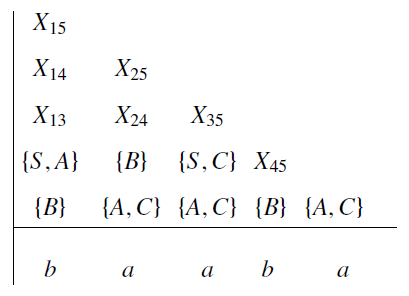 X15
X14 X25
X13 X24 X35
{S, A} {B} {S, C} X45
{B} {A, C} {A, C} {B} {A, C}
b a a b a